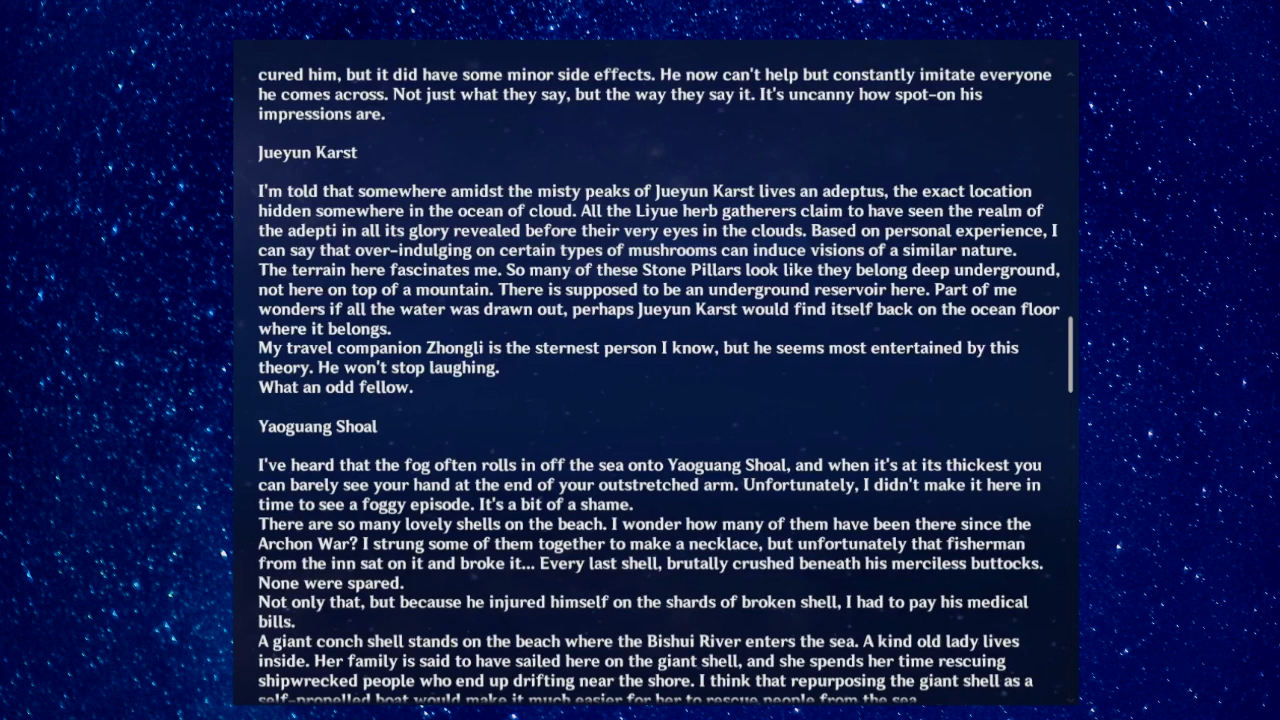 cured him, but it did have some minor side effects. He now can't help but constantly imitate everyone
he comes across. Not just what they say, but the way they say it. It's uncanny how spot-on his
impressions are.
Jueyun Karst
I'm told that somewhere amidst the misty peaks of Jueyun Karst lives an adeptus, the exact location
hidden somewhere in the ocean of cloud. All the Liyue herb gatherers claim to have seen the realm of
the adepti in all its glory revealed before their very eyes in the clouds. Based on personal experience, I
can say that over-indulging on certain types of mushrooms can induce visions of a similar nature.
The terrain here fascinates me. So many of these Stone Pillars look like they belong deep underground,
not here on top of a mountain. There is supposed to be an underground reservoir here. Part of me
wonders if all the water was drawn out, perhaps Jueyun Karst would find itself back on the ocean floor
where it belongs.
My travel companion Zhongli is the sternest person I know, but he seems most entertained by this
theory. He won't stop laughing.
What an odd fellow.
Yaoguang Shoal
I've heard that the fog often rolls in off the sea onto Yaoguang Shoal, and when it's at its thickest you
can barely see your hand at the end of your outstretched arm. Unfortunately, I didn't make it here in
time to see a foggy episode. It's a bit of a shame.
There are so many lovely shells on the beach. I wonder how many of them have been there since the
Archon War? I strung some of them together to make a necklace, but unfortunately that fisherman
from the inn sat on it and broke it... Every last shell, brutally crushed beneath his merciless buttocks.
None were spared.
Not only that, but because he injured himself on the shards of broken shell, I had to pay his medical
bills.
A giant conch shell stands on the beach where the Bishui River enters the sea. A kind old lady lives
inside. Her family is said to have sailed here on the giant shell, and she spends her time rescuing
shipwrecked people who end up drifting near the shore. I think that repurposing the giant shell as a
self-propelled boat would make it much easier for her to rescue people from the sea.